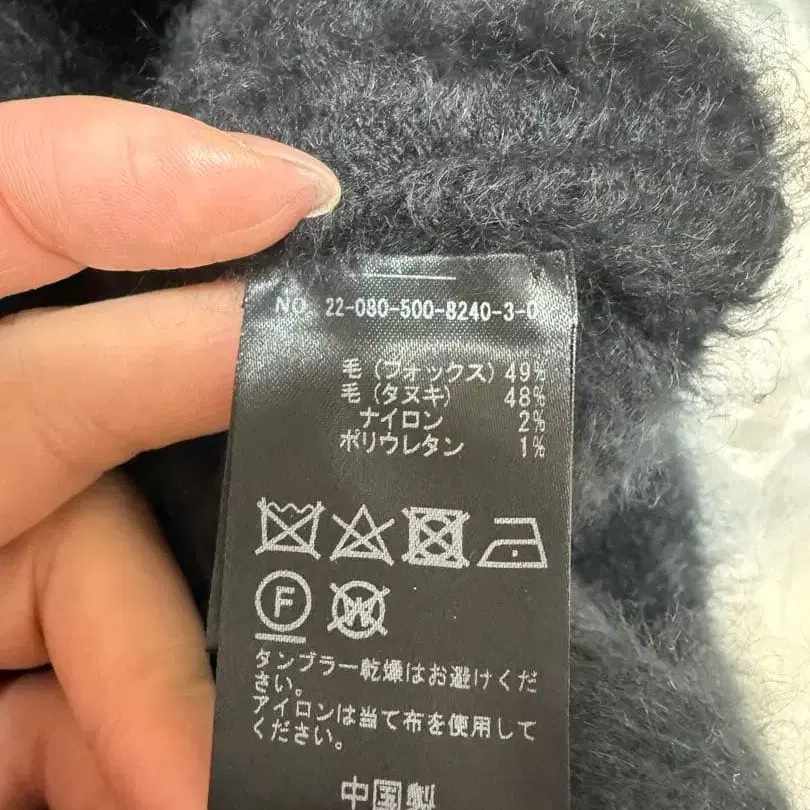 NO. 22-080-500-8240-3-0
毛(フォックス) 49%
毛(タヌキ) 48%
ナイロン 2%
ポリウレタン 1%
F W
タンブラー乾燥はお避けくだ
さい。
アイロンは当て布を使用して
ください。
中国